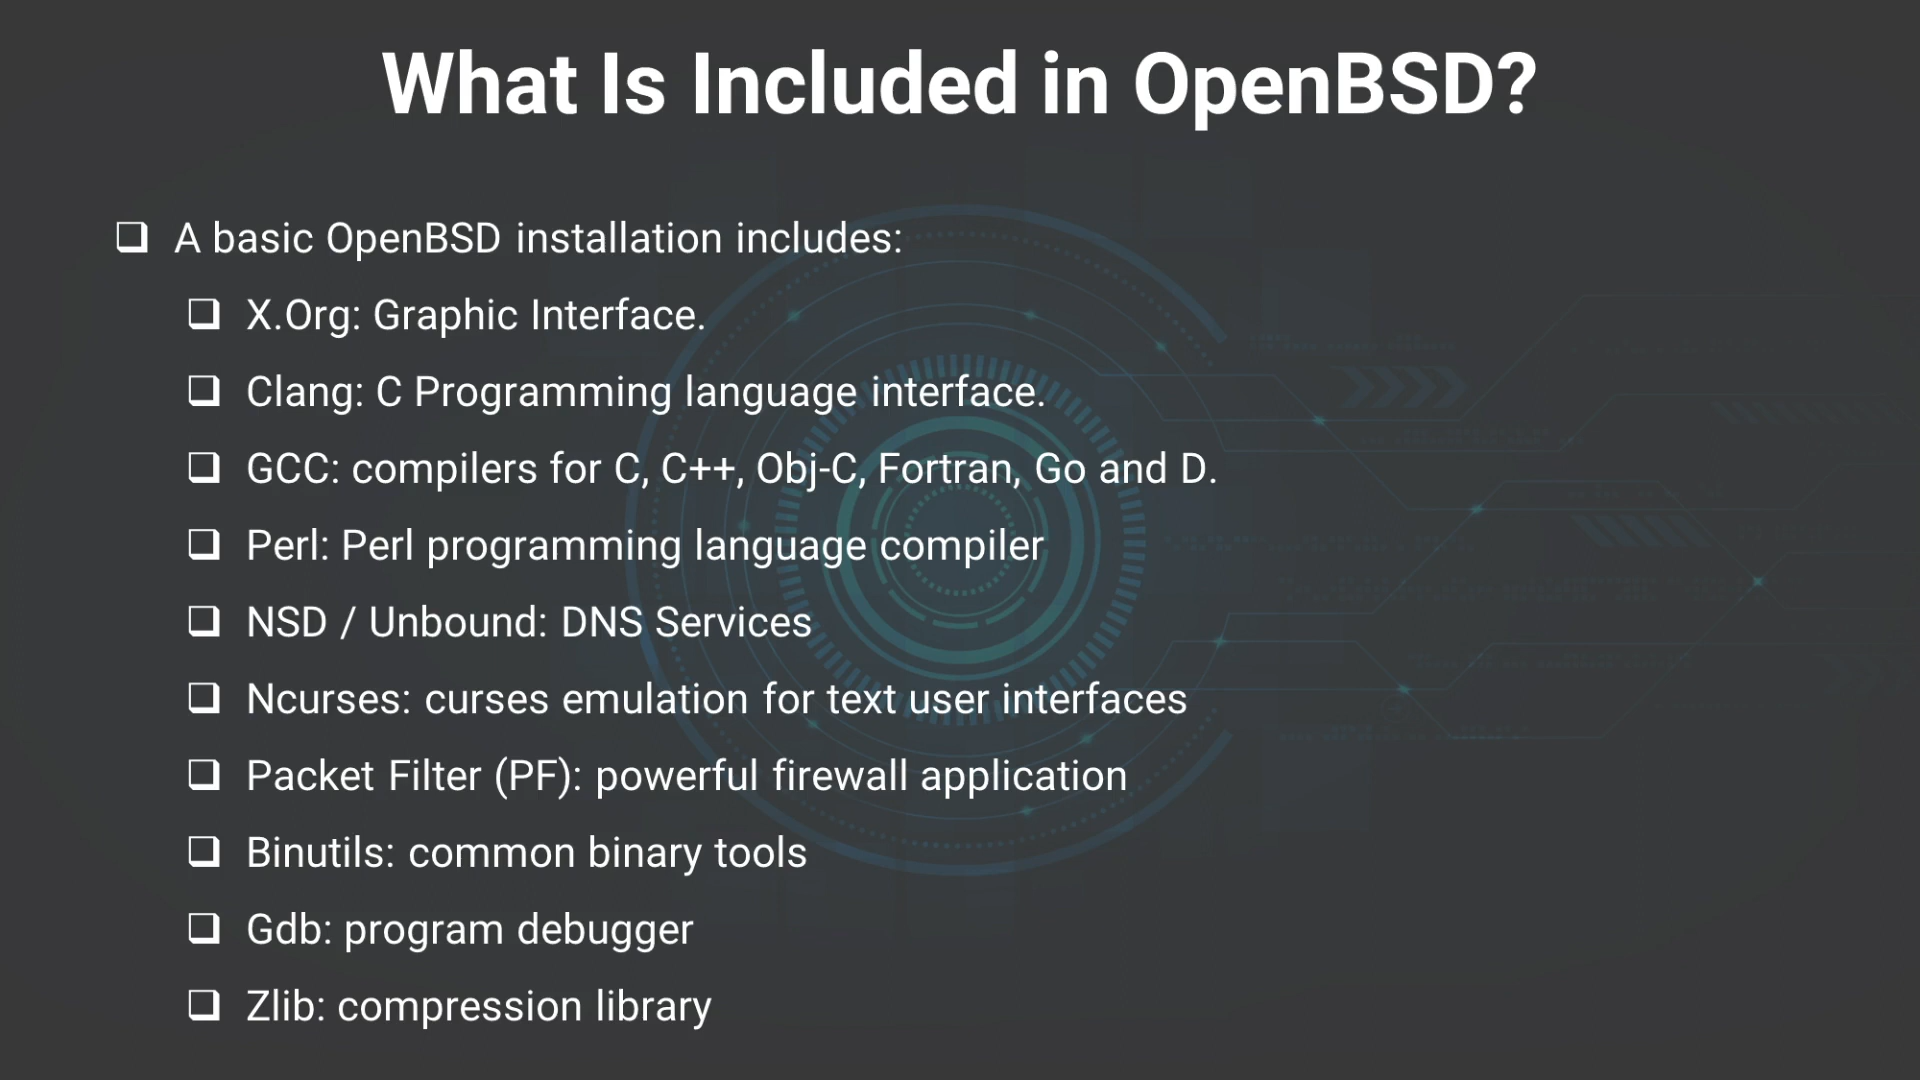 What Is Included in OpenBSD?
A basic OpenBSD installation includes:
X.Org: Graphic Interface.
Clang: C Programming language interface.
GCC: compilers for C, C++, Obj-C, Fortran, Go and D.
Perl: Perl programming language compiler
NSD / Unbound: DNS Services
Ncurses: curses emulation for text user interfaces
Packet Filter (PF): powerful firewall application
Binutils: common binary tools
Gdb: program debugger
Zlib: compression library